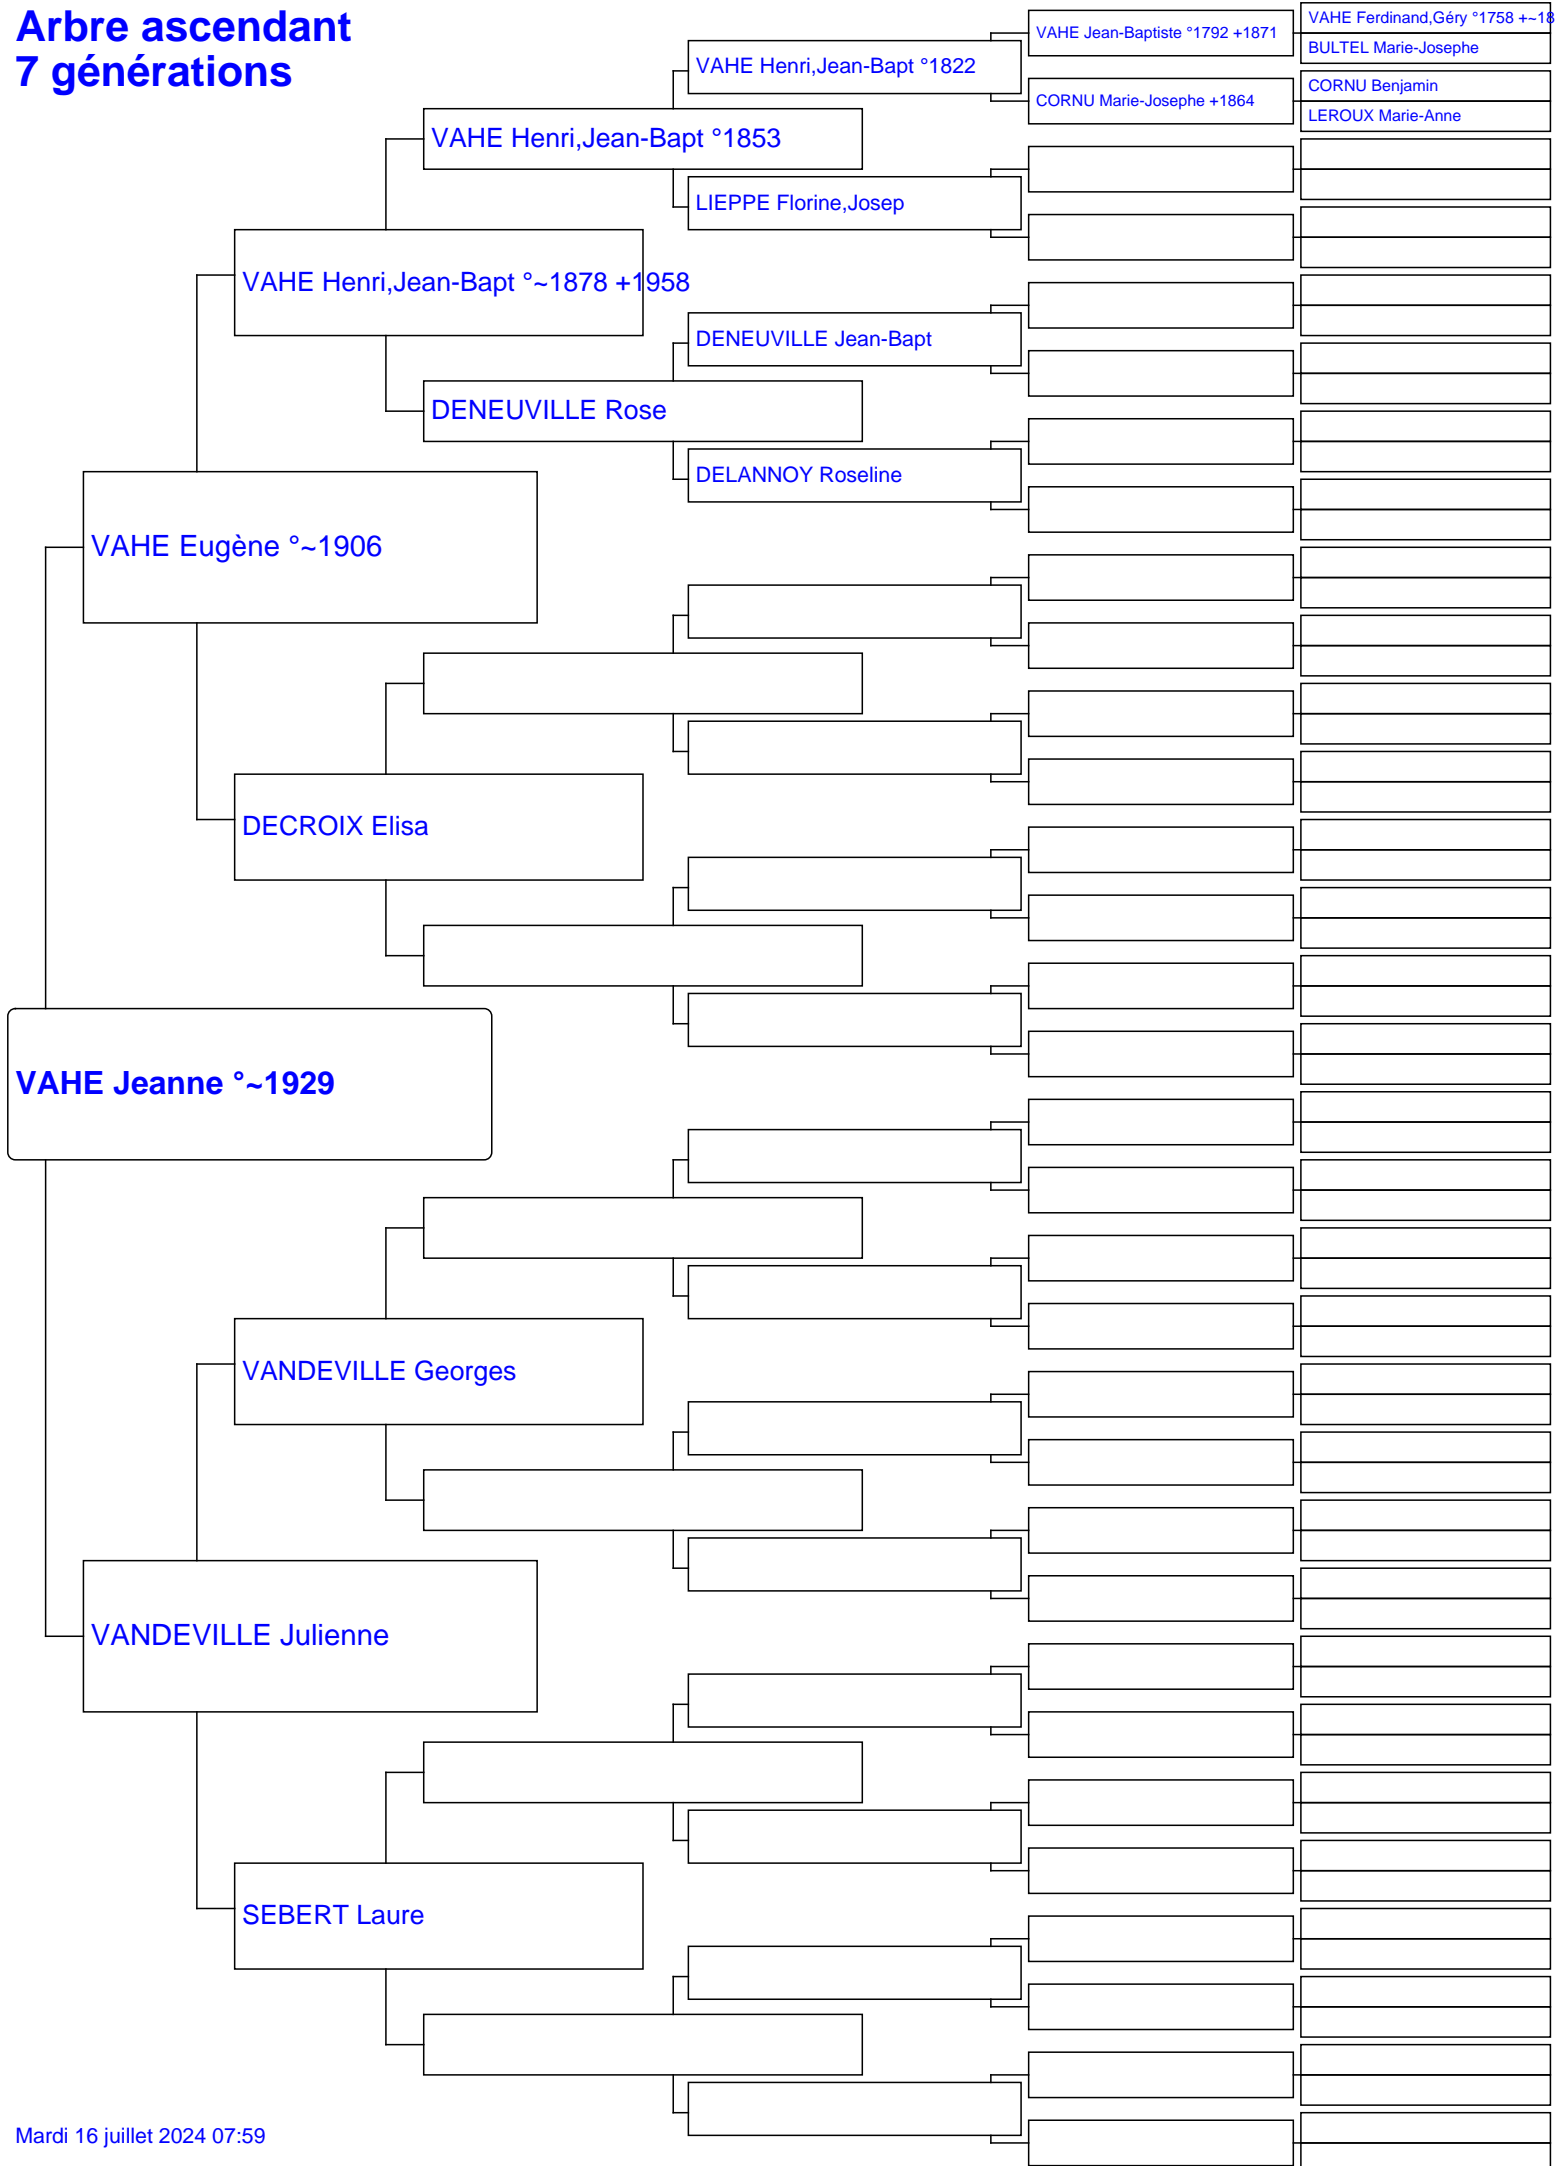 Arbre ascendant
7 générations
VAHE Ferdinand,Géry °1758 +~18
VAHE Jean-Baptiste °1792 +1871
BULTEL Marie-Josephe
VAHE Henri,Jean-Bapt °1822
CORNU Benjamin
CORNU Marie-Josephe +1864
LEROUX Marie-Anne
VAHE Henri,Jean-Bapt °1853
LIEPPE Florine,Josep
VAHE Henri,Jean-Bapt °~1878 +1958
DENEUVILLE Jean-Bapt
DENEUVILLE Rose
DELANNOY Roseline
VAHE Eugène °~1906
DECROIX Elisa
VAHE Jeanne °~1929
VANDEVILLE Georges
VANDEVILLE Julienne
SEBERT Laure
Mardi 16 juillet 2024 07:59